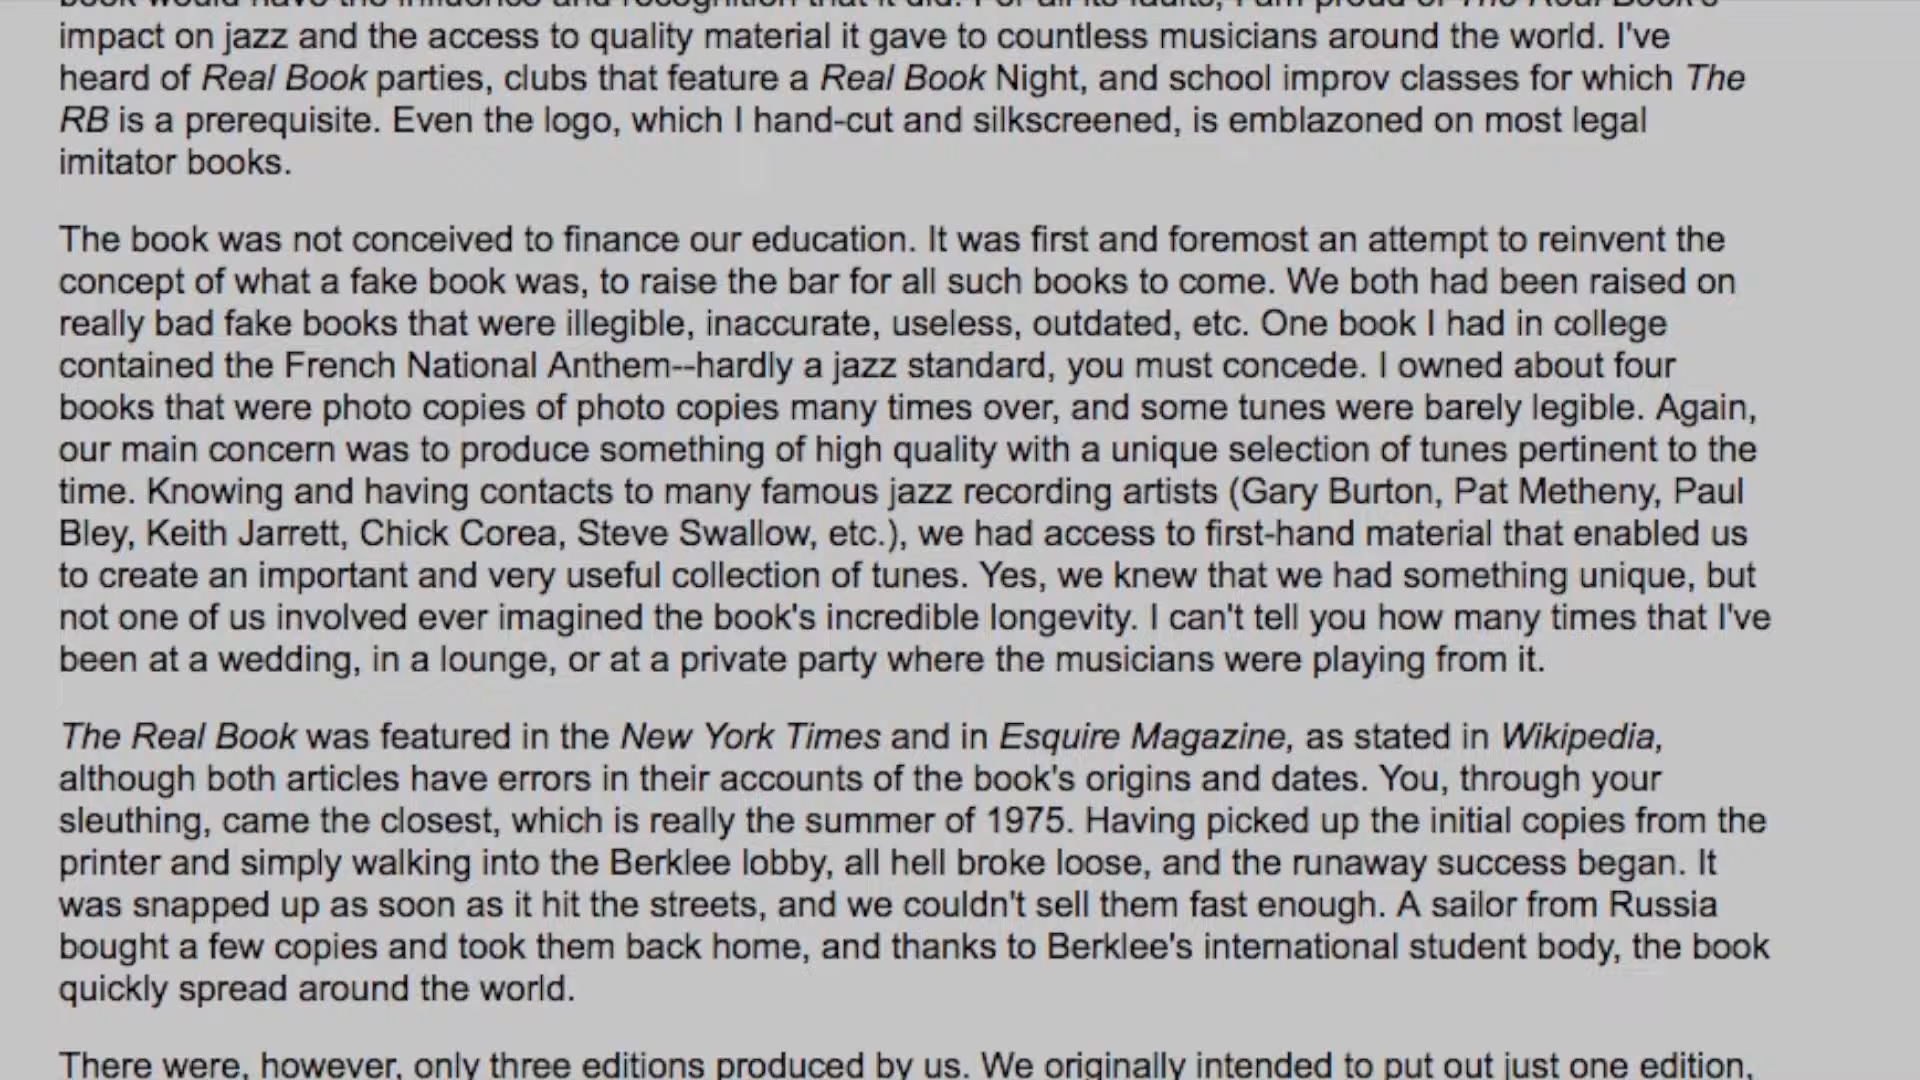 book would have the influence and recognition that it did. For all its faults, I am proud of The Real Book's
impact on jazz and the access to quality material it gave to countless musicians around the world. I've
heard of Real Book parties, clubs that feature a Real Book Night, and school improv classes for which The
RB is a prerequisite. Even the logo, which I hand-cut and silkscreened, is emblazoned on most legal
imitator books.
The book was not conceived to finance our education. It was first and foremost an attempt to reinvent the
concept of what a fake book was, to raise the bar for all such books to come. We both had been raised on
really bad fake books that were illegible, inaccurate, useless, outdated, etc. One book I had in college
contained the French National Anthem--hardly a jazz standard, you must concede. I owned about four
books that were photo copies of photo copies many times over, and some tunes were barely legible. Again,
our main concern was to produce something of high quality with a unique selection of tunes pertinent to the
time. Knowing and having contacts to many famous jazz recording artists (Gary Burton, Pat Metheny, Paul
Bley, Keith Jarrett, Chick Corea, Steve Swallow, etc.), we had access to first-hand material that enabled us
to create an important and very useful collection of tunes. Yes, we knew that we had something unique, but
not one of us involved ever imagined the book's incredible longevity. I can't tell you how many times that I've
been at a wedding, in a lounge, or at a private party where the musicians were playing from it.
The Real Book was featured in the New York Times and in Esquire Magazine, as stated in Wikipedia,
although both articles have errors in their accounts of the book's origins and dates. You, through your
sleuthing, came the closest, which is really the summer of 1975. Having picked up the initial copies from the
printer and simply walking into the Berklee lobby, all hell broke loose, and the runaway success began. It
was snapped up as soon as it hit the streets, and we couldn't sell them fast enough. A sailor from Russia
bought a few copies and took them back home, and thanks to Berklee's international student body, the book
quickly spread around the world.
There were, however, only three editions produced by us. We originally intended to put out just one edition,